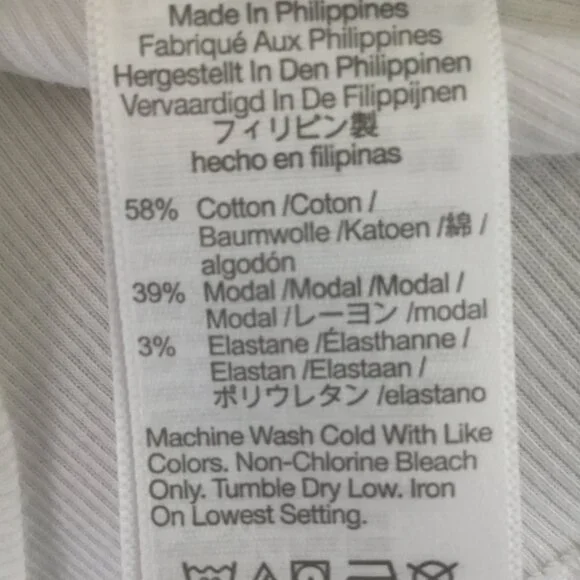 Made In Philippines
Fabriqué Aux Philippines
Hergestellt In Den Philippinen
Vervaardigd In De Filippijnen
フィリピン製
hecho en filipinas
58% Cotton /Coton /
Baumwolle /Katoen /綿 /
algodón
39% Modal /Modal /Modal /
Modal /レーヨン /modal
3% Elastane /Élasthanne /
Elastan /Elastaan /
ポリウレタン /elastano
Machine Wash Cold With Like
Colors. Non-Chlorine Bleach
Only. Tumble Dry Low. Iron
On Lowest Setting.